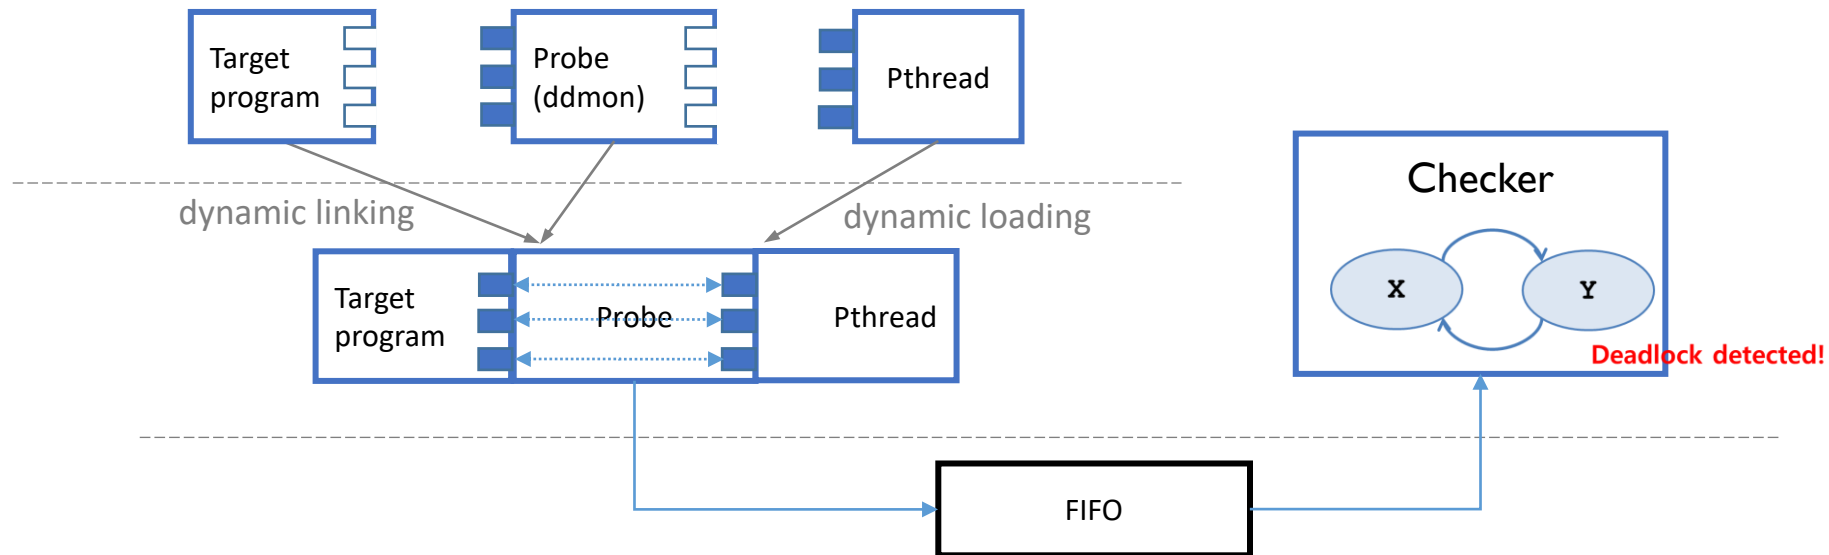 Target
program
Probe
(ddmon)
Pthread
Checker
dynamic linking
dynamic loading
X
Y
Target
program
Probe
Pthread
Deadlock detected!
FIFO